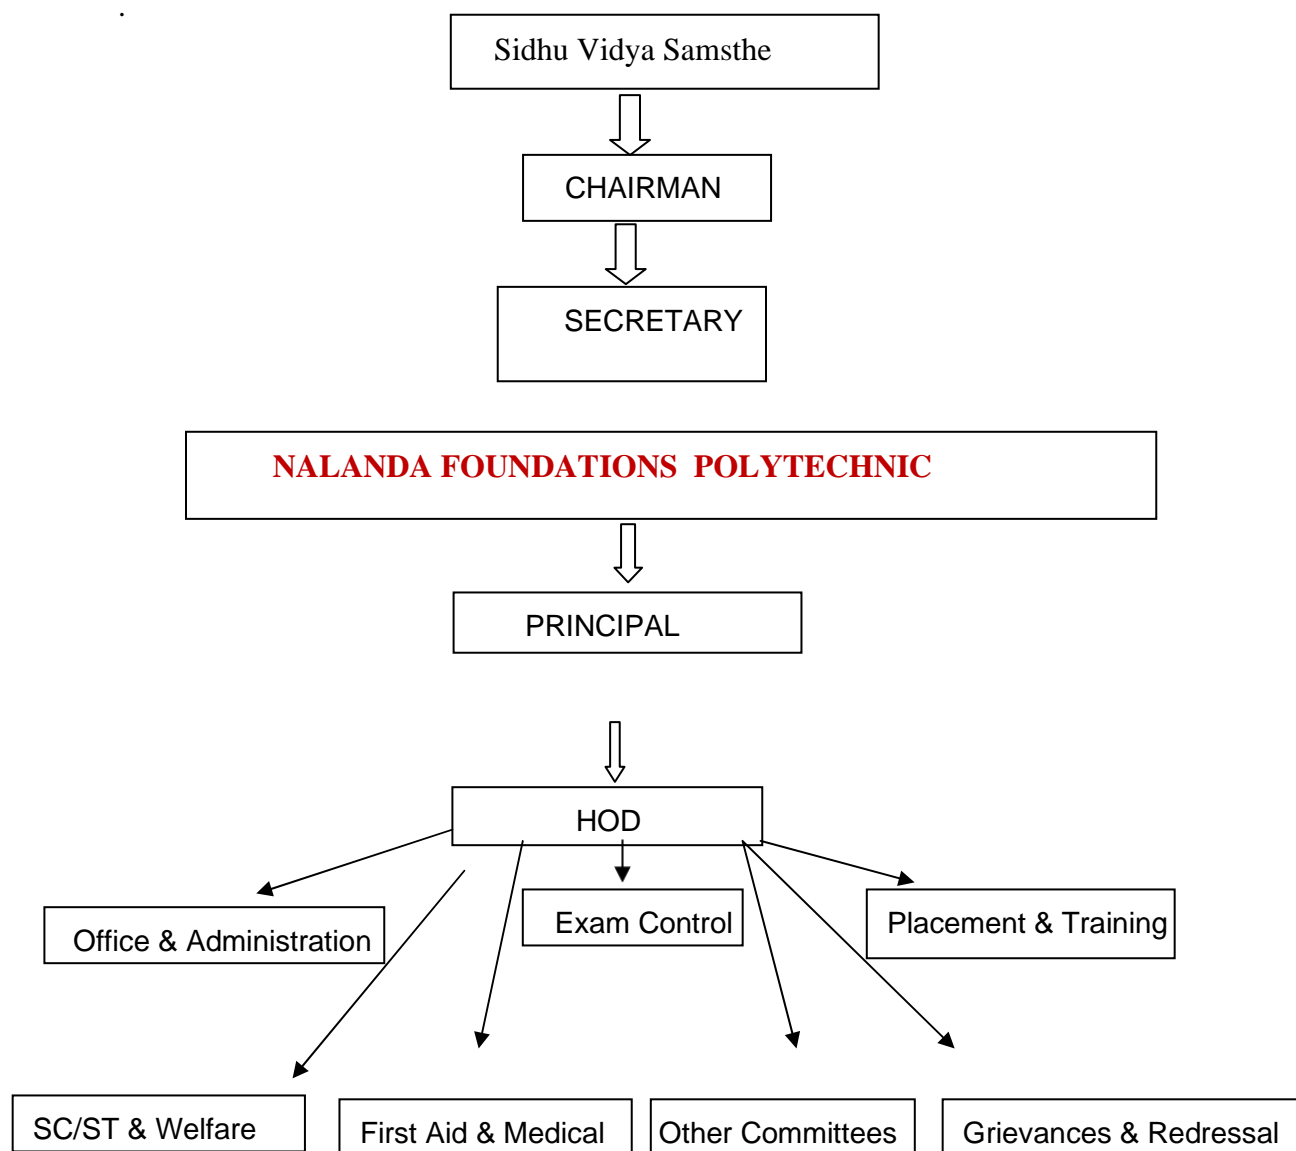 Sidhu Vidya Samsthe
CHAIRMAN
SECRETARY
NALANDA FOUNDATIONS POLYTECHNIC
PRINCIPAL
HOD
Office & Administration
Exam Control
Placement & Training
SC/ST & Welfare
First Aid & Medical
Other Committees
Grievances & Redressal